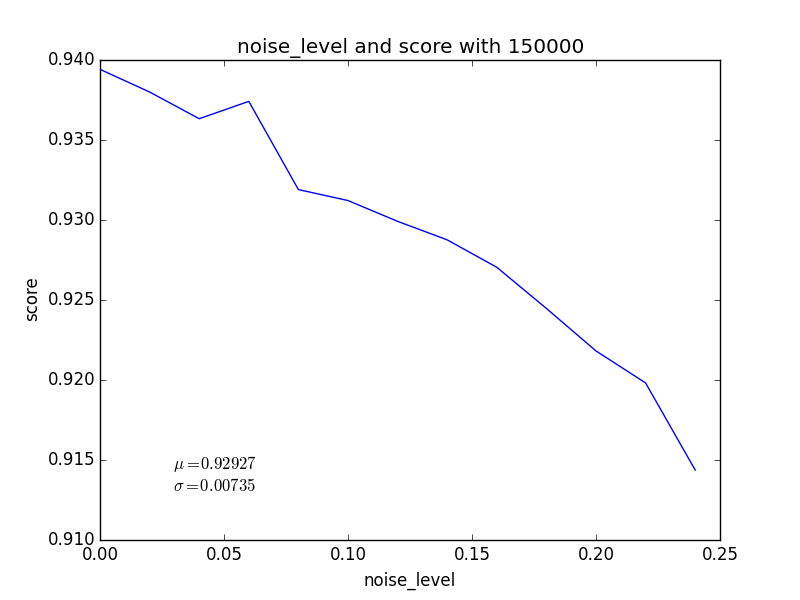 noise_level and score with 150000
0.940
0.935
0.930
0.925
0.920
0.915
0.910
score
μ=0.92927
σ=0.00735
0.00 0.05 0.10 0.15 0.20 0.25
noise_level